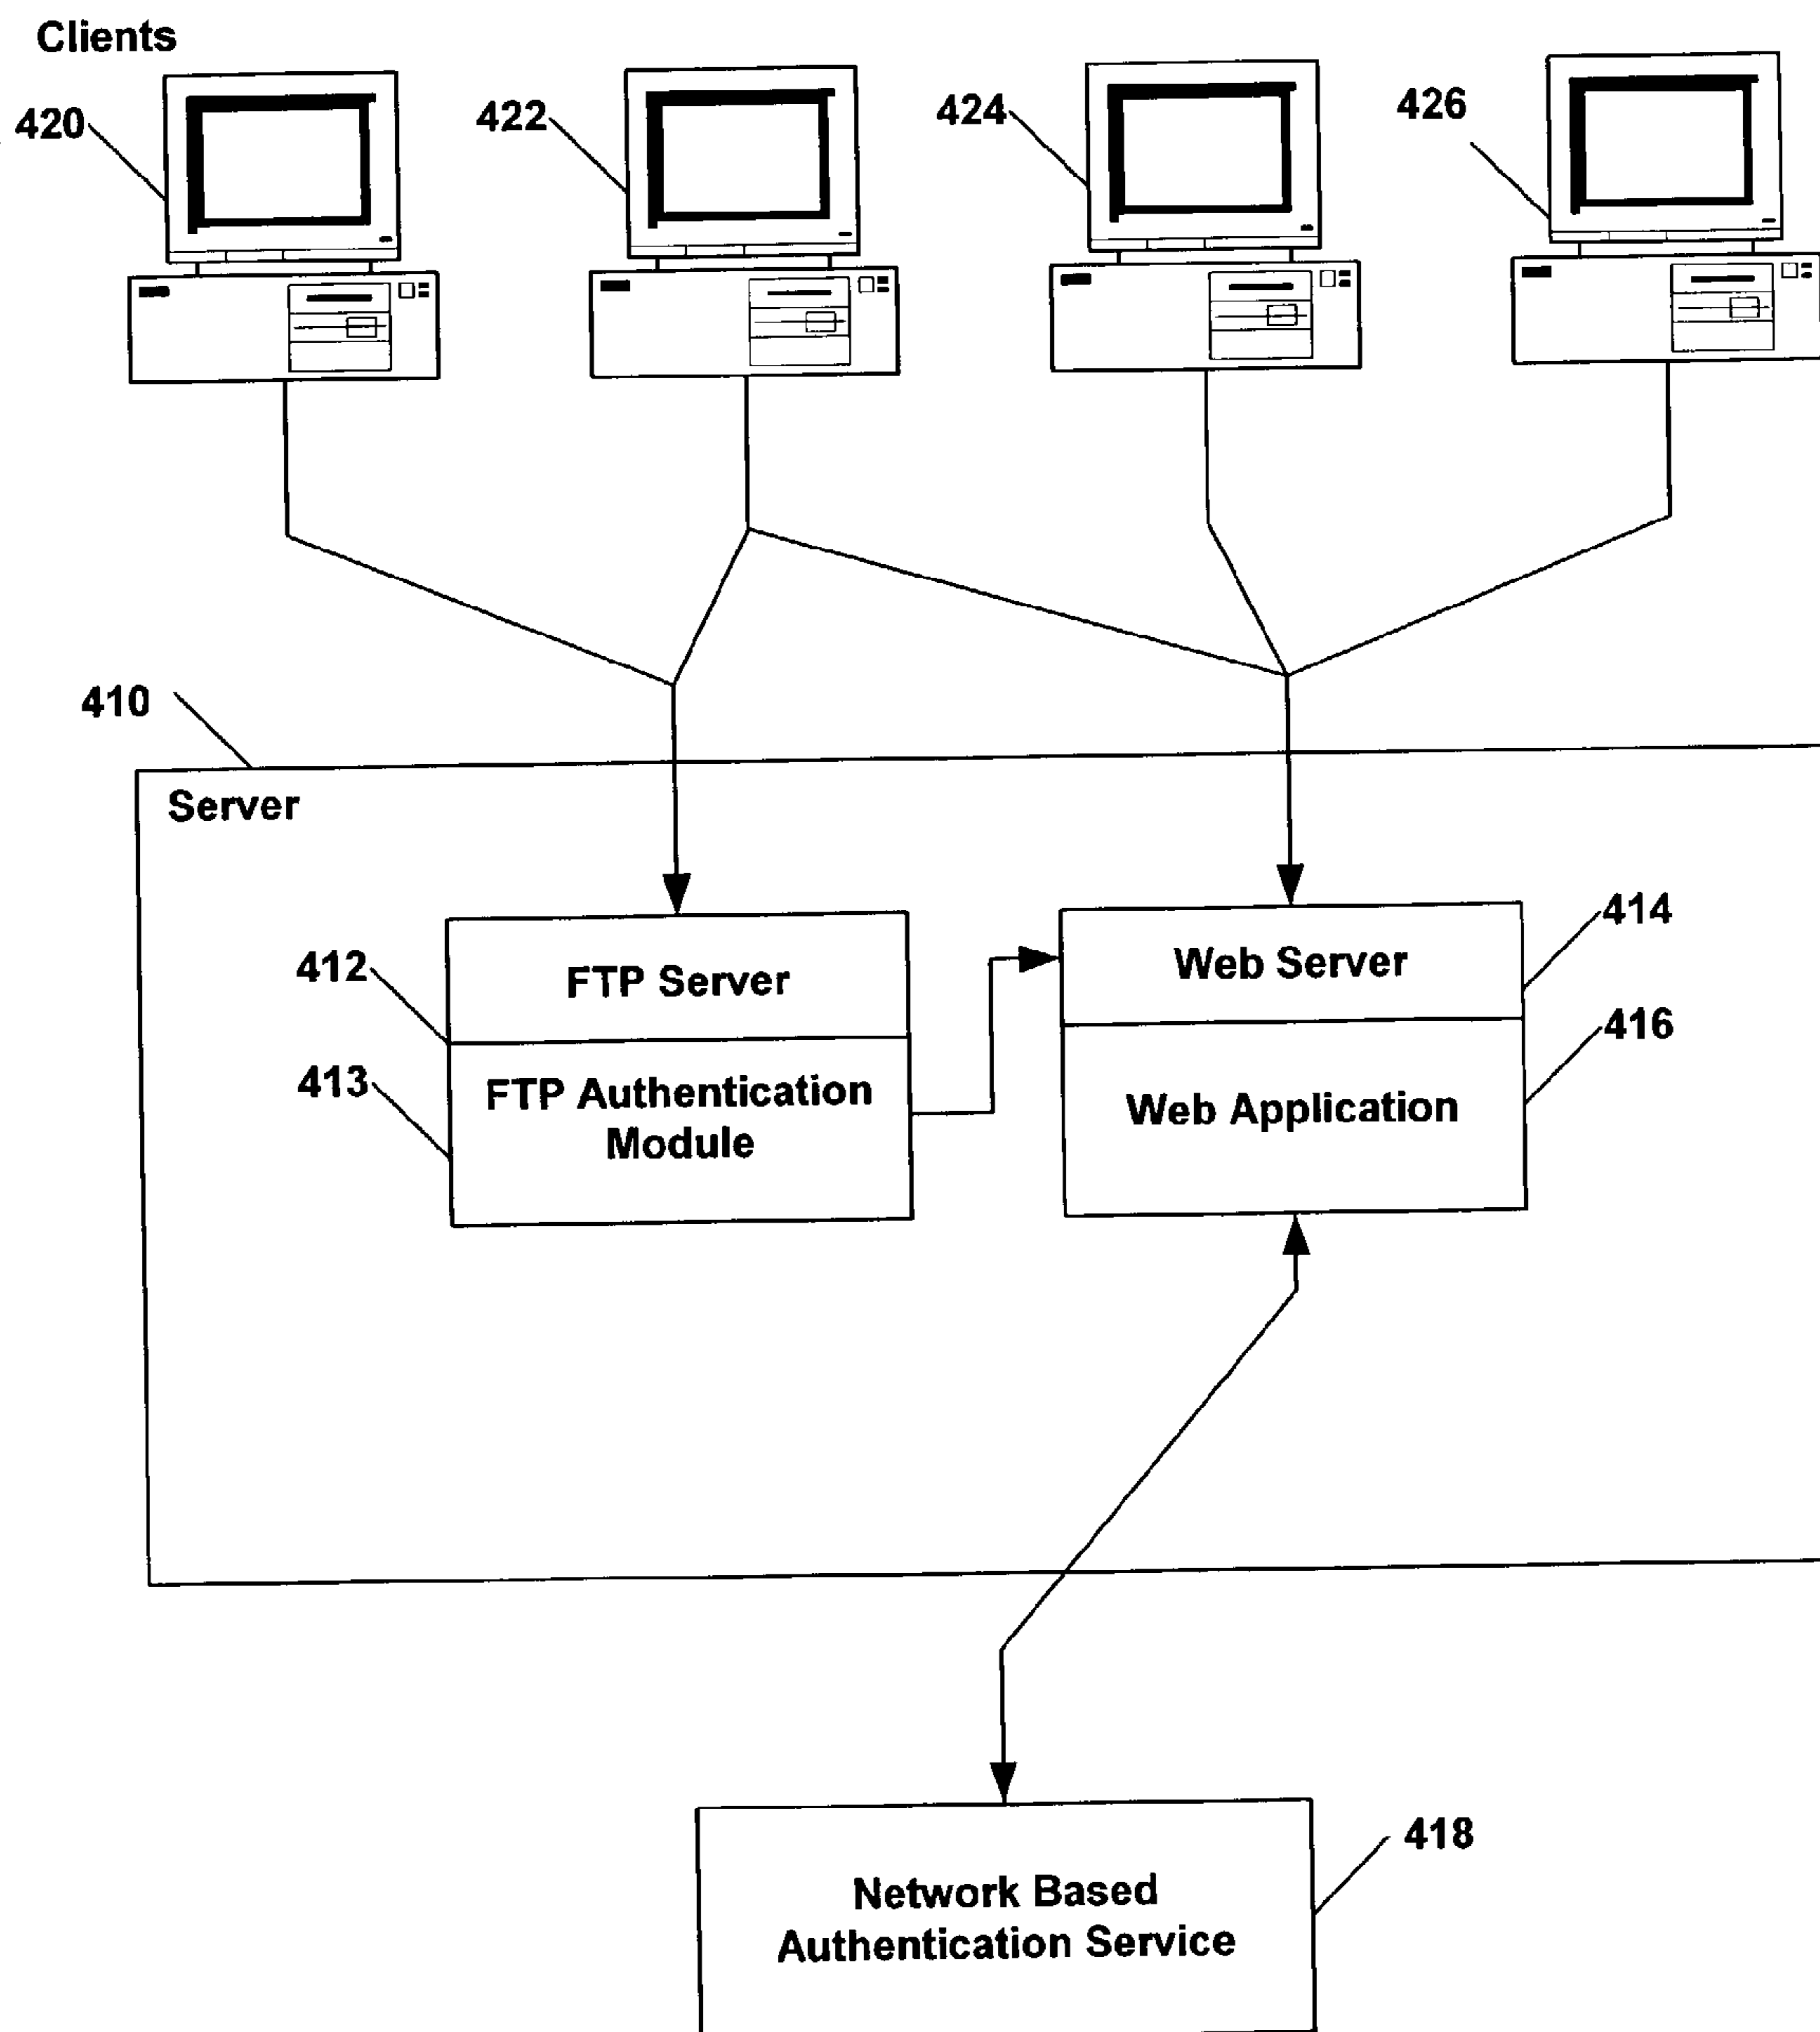 Clients
420
422
424
426
410
Server
412
FTP Server
413
FTP Authentication
Module
Web Server
414
Web Application
416
Network Based
Authentication Service
418